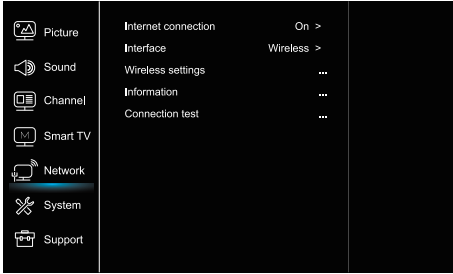 Picture
Sound
Channel
Smart TV
Network
System
Support
Internet connection On >
Interface Wireless >
Wireless settings ...
Information ...
Connection test ...